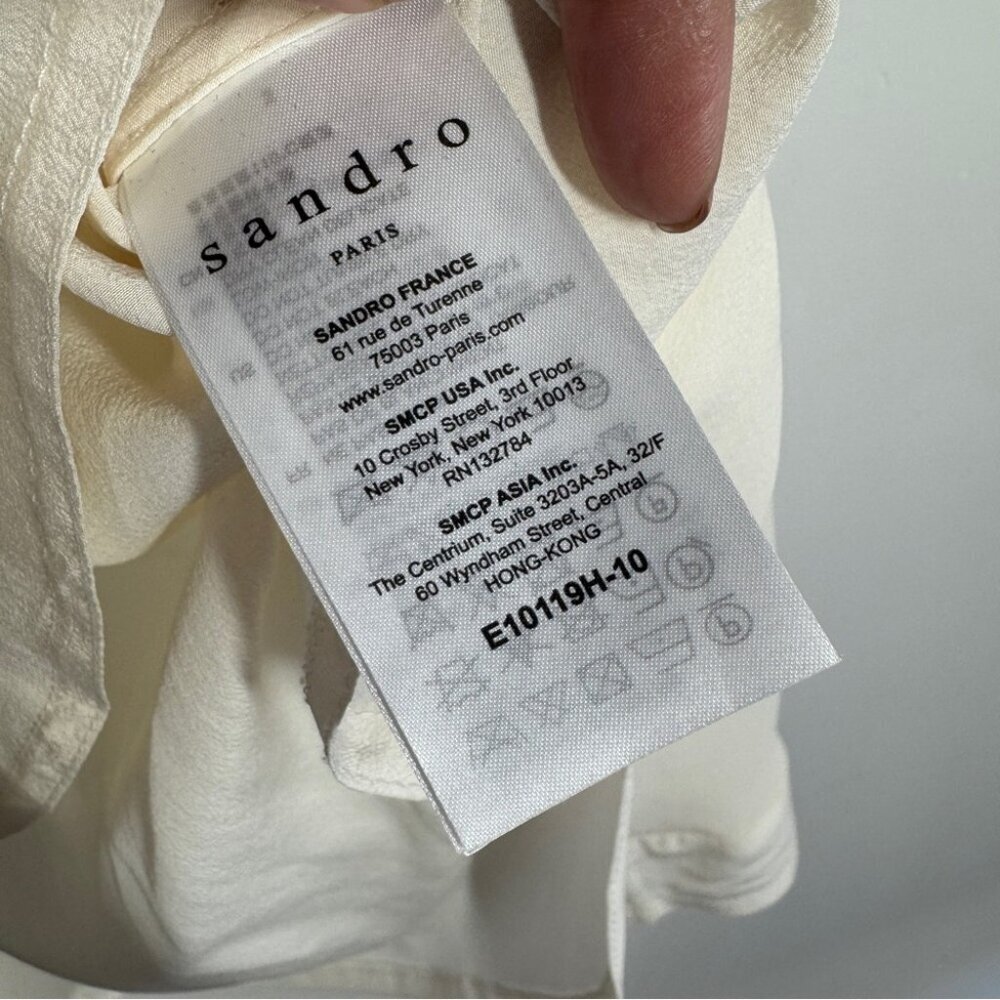 sandro
PARIS
SANDRO FRANCE
61 rue de Turenne
75003 Paris
www.sandro-paris.com
SMCP USA Inc.
10 Crosby Street, 3rd Floor
New York, New York 10013
RN132784
SMCP ASIA Inc.
The Centrium, Suite 3203A-5A, 32/F
60 Wyndham Street, Central
HONG-KONG
E10119H-10